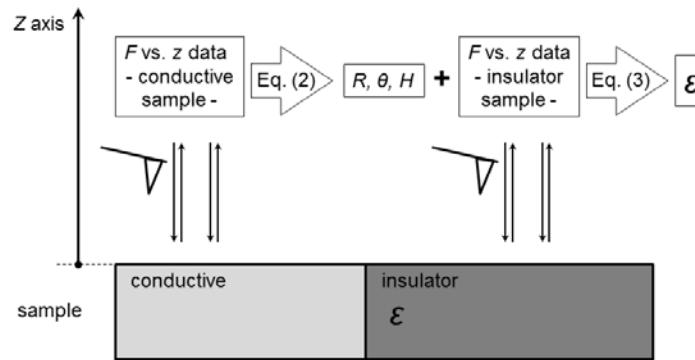 Z axis
F vs. z data
- conductive
sample -
Eq. (2)
R, θ, H
+
F vs. z data
- insulator
sample -
Eq. (3)
ε
conductive
insulator
ε
sample